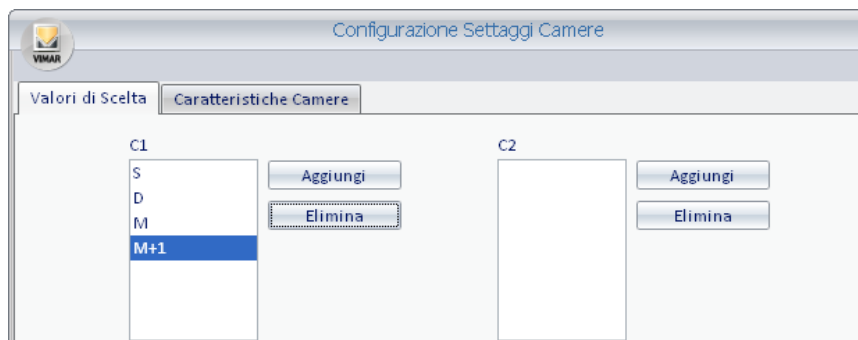 Configurazione Settaggi Camere
VIMAR
Valori di Scelta
Caratteristiche Camere
C1
C2
S
D
M
M+1
Aggiungi
Elimina
Aggiungi
Elimina